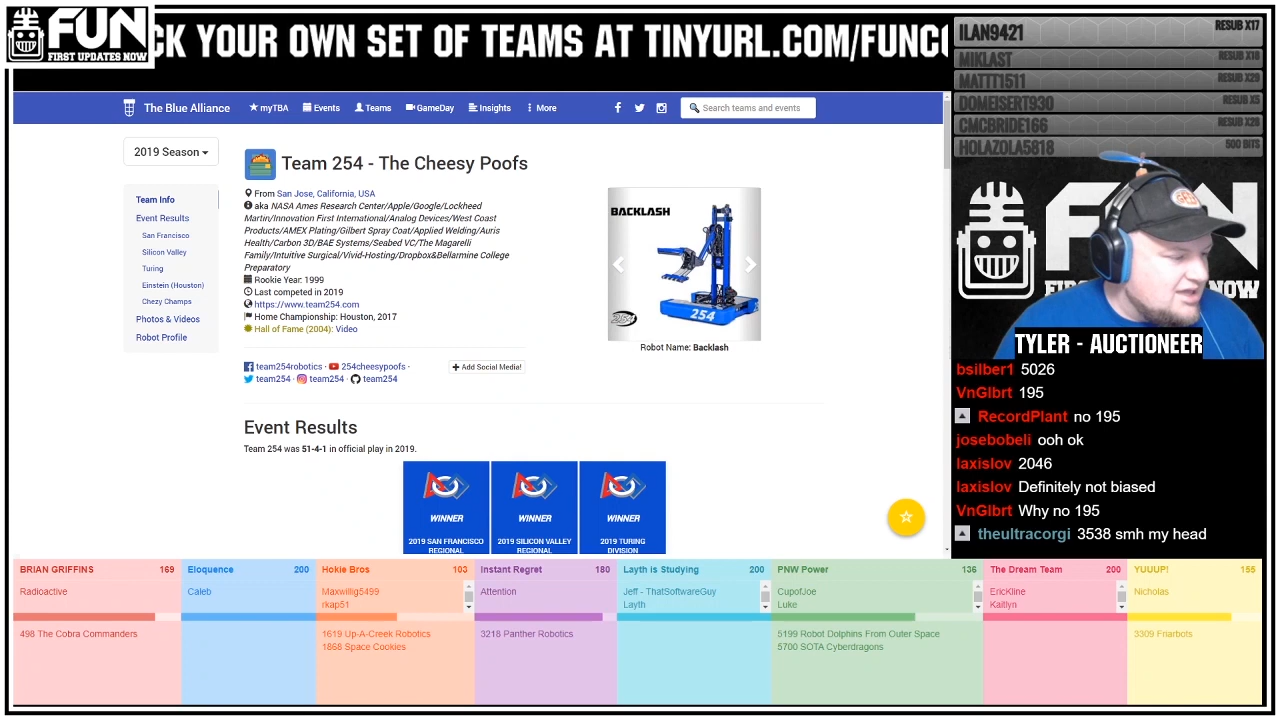 FUN
FIRST UPDATES NOW
CK YOUR OWN SET OF TEAMS AT TINYURL.COM/FUNC
ILAN9421 RESUB X17
MIKLAST RESUB X18
MATTT1511 RESUB X29
DOMEISERT930 RESUB X5
CMCBRIDE166 RESUB X28
HOLAZOLA5818 500 BITS
The Blue Alliance myTBA Events Teams GameDay Insights More Search teams and events
2019 Season
Team Info
Event Results
San Francisco
Silicon Valley
Turing
Einstein (Houston)
Chezy Champs
Photos & Videos
Robot Profile
Team 254 - The Cheesy Poofs
From San Jose, California, USA
aka NASA Ames Research Center/Apple/Google/Lockheed
Martin/Innovation First International/Analog Devices/West Coast
Products/AMEX Plating/Gilbert Spray Coat/Applied Welding/Auris
Health/Carbon 3D/BAE Systems/Seabed VC/The Magarelli
Family/Intuitive Surgical/Vivid-Hosting/Dropbox&Bellarmine College
Preparatory
Rookie Year: 1999
Last competed in 2019
https://www.team254.com
Home Championship: Houston, 2017
Hall of Fame (2004): Video
team254robotics · 254cheesypoofs ·
team254 · team254 · team254
Add Social Media!
BACKLASH
254
254
Robot Name: Backlash
Event Results
Team 254 was 51-4-1 in official play in 2019.
WINNER
2019 SAN FRANCISCO
REGIONAL
WINNER
2019 SILICON VALLEY
REGIONAL
WINNER
2019 TURING
DIVISION
TYLER - AUCTIONEER
bsilber1 5026
VnGlbrt 195
RecordPlant no 195
josebobeli ooh ok
laxislov 2046
laxislov Definitely not biased
VnGlbrt Why no 195
theultracorgi 3538 smh my head
BRIAN GRIFFINS 169
Radioactive
498 The Cobra Commanders
Eloquence 200
Caleb
Hokie Bros 103
Maxwillig5499
rkap51
1619 Up-A-Creek Robotics
1868 Space Cookies
Instant Regret 180
Attention
3218 Panther Robotics
Layth is Studying 200
Jeff - ThatSoftwareGuy
Layth
PNW Power 136
CupofJoe
Luke
5199 Robot Dolphins From Outer Space
5700 SOTA Cyberdragons
The Dream Team 200
EricKline
Kaitlyn
YUUUP! 155
Nicholas
3309 Friarbots